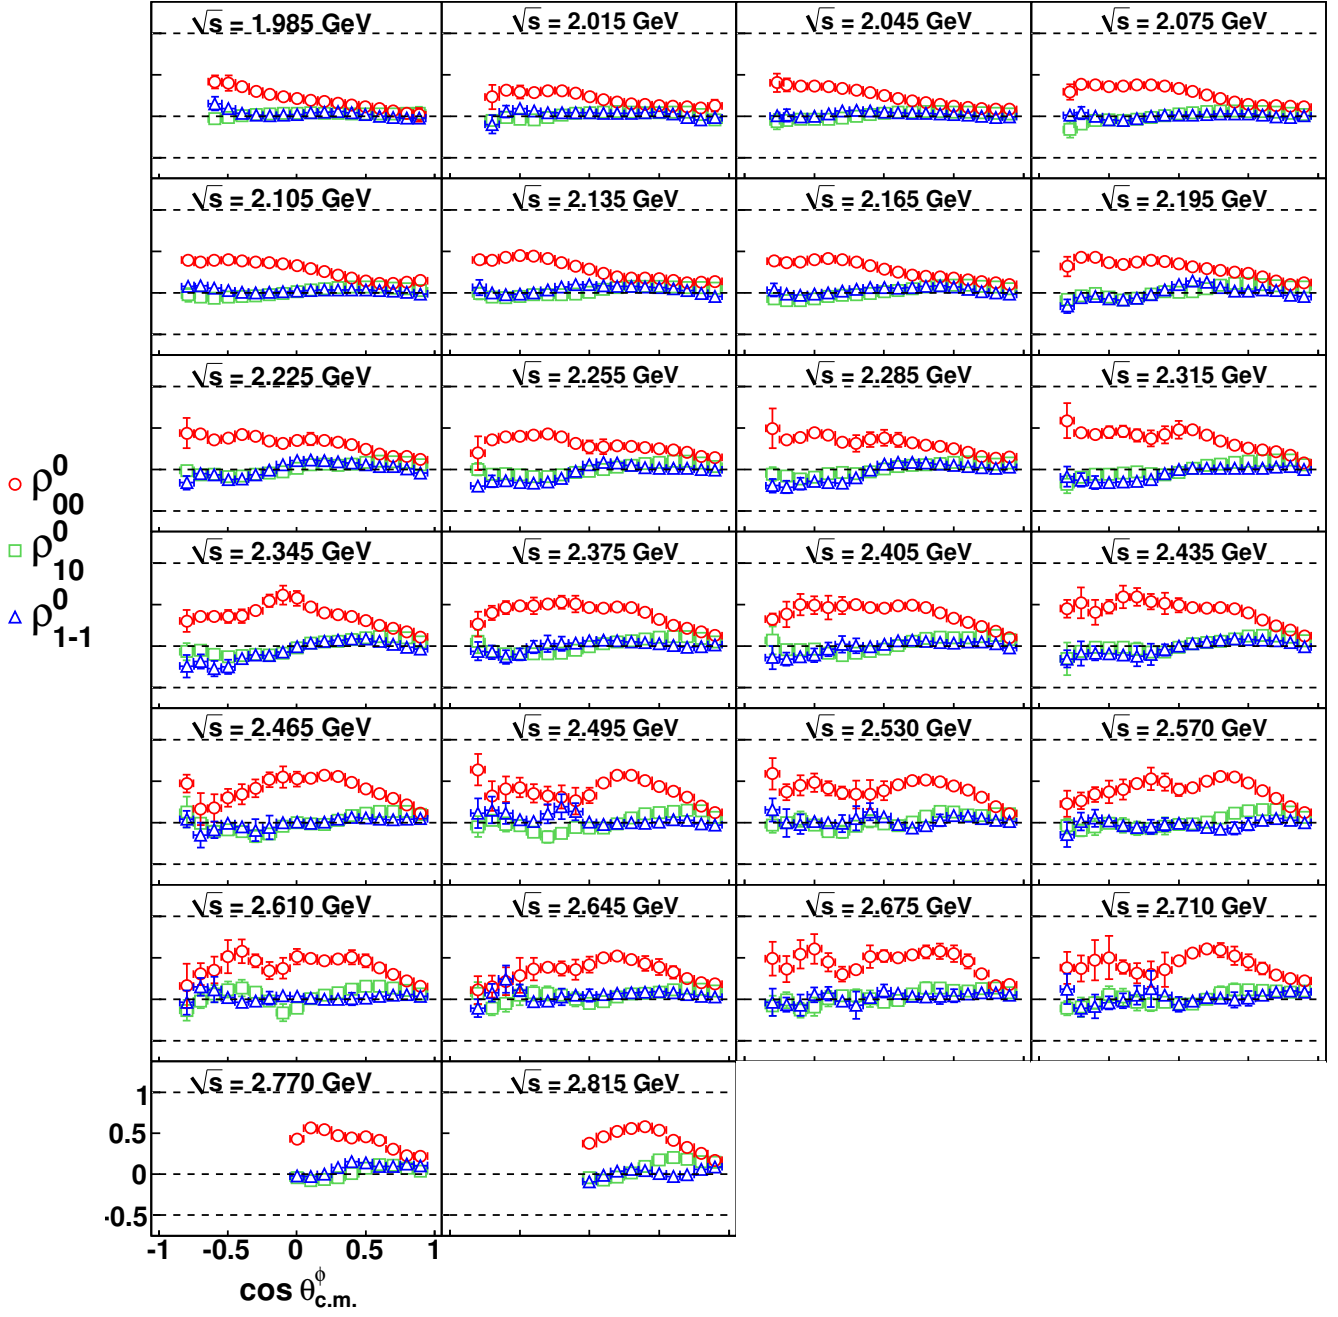 √s = 1.985 GeV √s = 2.015 GeV √s = 2.045 GeV √s = 2.075 GeV
√s = 2.105 GeV √s = 2.135 GeV √s = 2.165 GeV √s = 2.195 GeV
√s = 2.225 GeV √s = 2.255 GeV √s = 2.285 GeV √s = 2.315 GeV
ρ⁰₀₀
ρ⁰₁₀
ρ⁰₁₋₁
√s = 2.345 GeV √s = 2.375 GeV √s = 2.405 GeV √s = 2.435 GeV
√s = 2.465 GeV √s = 2.495 GeV √s = 2.530 GeV √s = 2.570 GeV
√s = 2.610 GeV √s = 2.645 GeV √s = 2.675 GeV √s = 2.710 GeV
√s = 2.770 GeV √s = 2.815 GeV
1
0.5
0
-0.5
-1 -0.5 0 0.5 1
cos θ^ϕ_c.m.